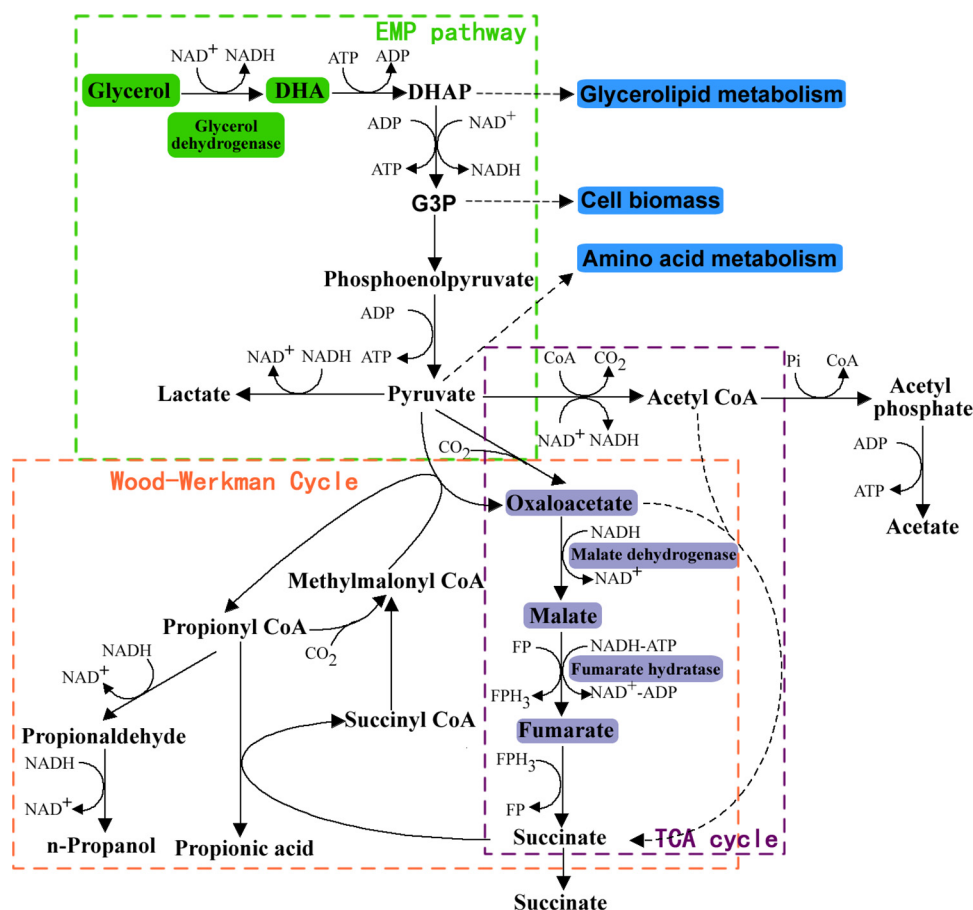 EMP pathway
NAD+ NADH
ATP ADP
Glycerol
DHA
DHAP
Glycerolipid metabolism
Glycerol
dehydrogenase
ADP NAD+
ATP NADH
G3P
Cell biomass
Amino acid metabolism
Phosphoenolpyruvate
ADP
ATP
NAD+ NADH
CoA CO2
Pi CoA
Lactate
Pyruvate
Acetyl CoA
Acetyl
phosphate
NAD+ NADH
CO2
ADP
ATP
Acetate
Wood-Werkman Cycle
Oxaloacetate
NADH
Malate dehydrogenase
NAD+
Methylmalonyl CoA
Malate
Propionyl CoA
CO2
NADH
NAD+
FP NADH-ATP
Fumarate hydratase
FPH3 NAD+-ADP
Succinyl CoA
Fumarate
Propionaldehyde
NADH
NAD+
FPH3
FP
n-Propanol
Propionic acid
Succinate
TCA cycle
Succinate